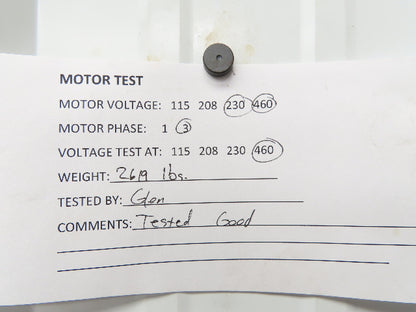 MOTOR TEST
MOTOR VOLTAGE: 115 208 230 460
MOTOR PHASE: 1 3
VOLTAGE TEST AT: 115 208 230 460
WEIGHT: 2619 lbs.
TESTED BY: Glen
COMMENTS: Tested Good